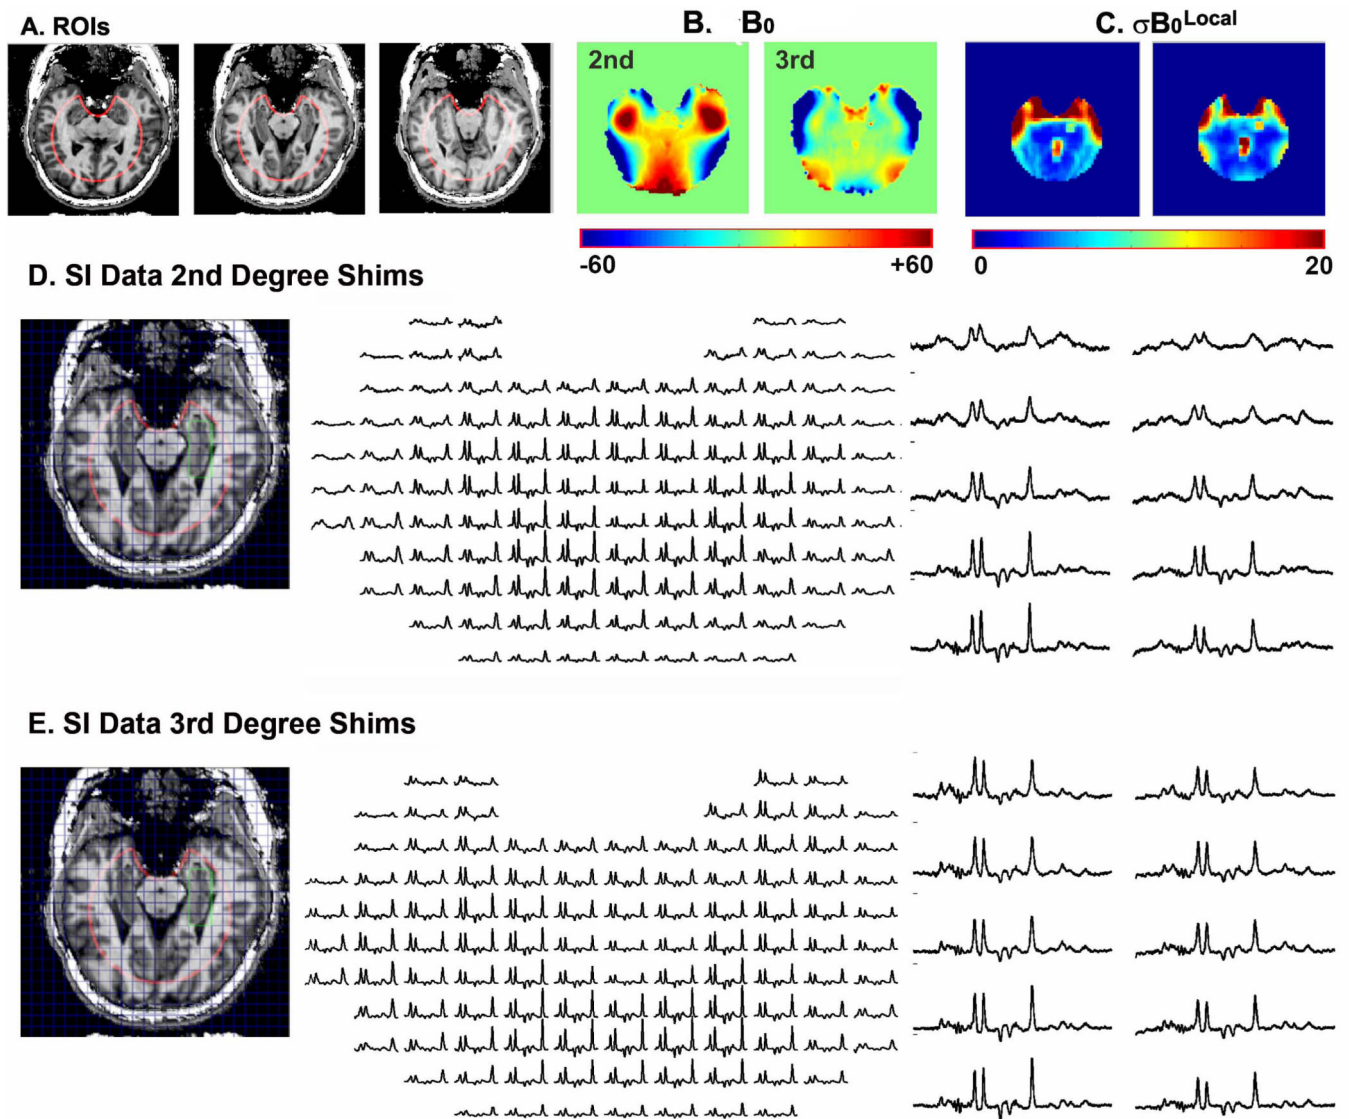 A. ROIs
B. B0
C. σB0Local
2nd
3rd
-60 +60
0 20
D. SI Data 2nd Degree Shims
E. SI Data 3rd Degree Shims